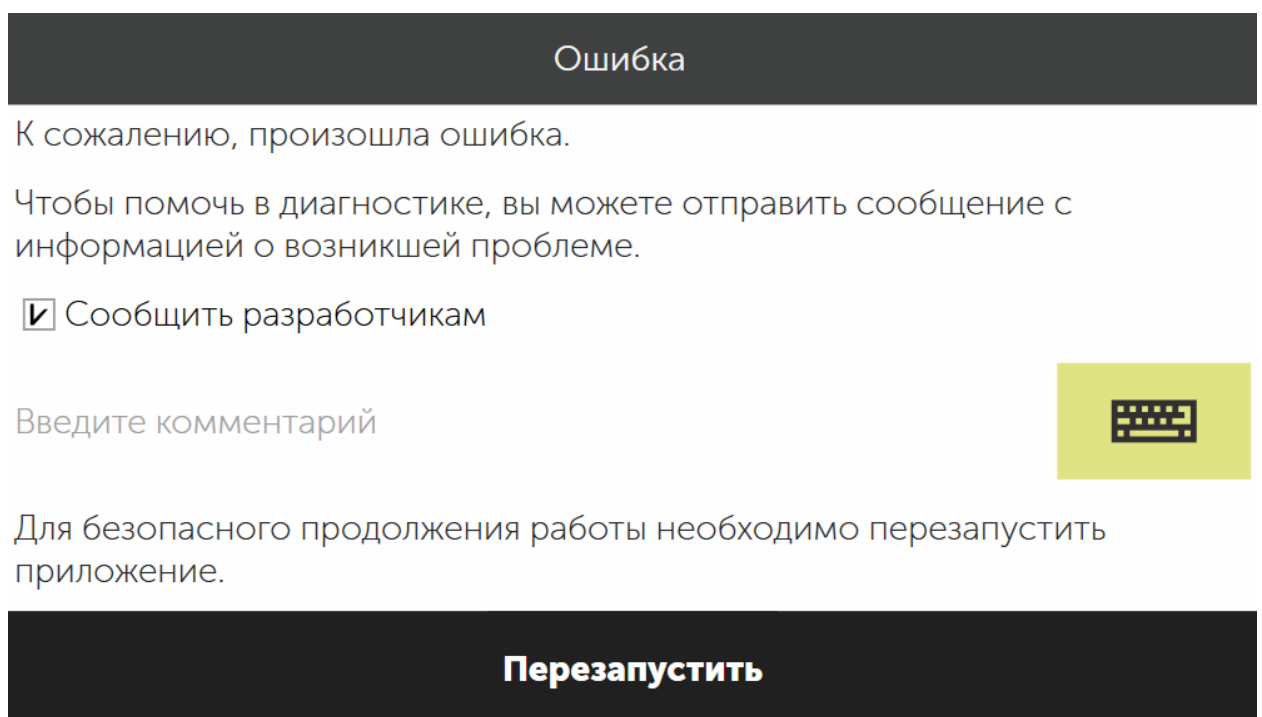 Ошибка
К сожалению, произошла ошибка.
Чтобы помочь в диагностике, вы можете отправить сообщение с
информацией о возникшей проблеме.
Сообщить разработчикам
Введите комментарий
Для безопасного продолжения работы необходимо перезапустить
приложение.
Перезапустить